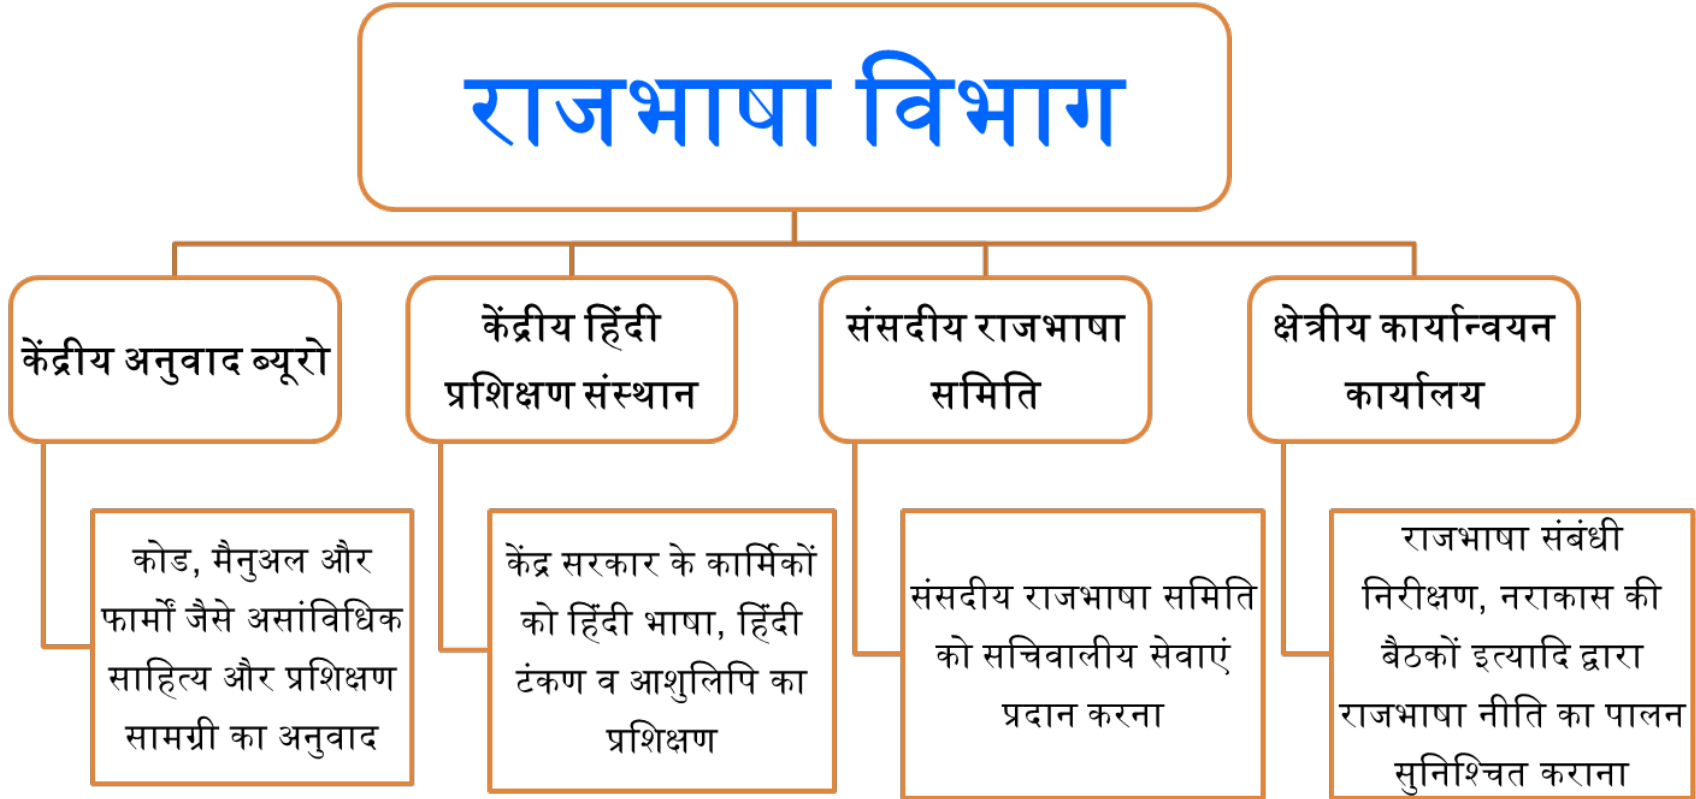 राजभाषा विभाग
केंद्रीय अनुवाद ब्यूरो
कोड, मैनुअल और
फार्मों जैसे असांविधिक
साहित्य और प्रशिक्षण
सामग्री का अनुवाद
केंद्रीय हिंदी
प्रशिक्षण संस्थान
केंद्र सरकार के कार्मिकों
को हिंदी भाषा, हिंदी
टंकण व आशुलिपि का
प्रशिक्षण
संसदीय राजभाषा
समिति
संसदीय राजभाषा समिति
को सचिवालीय सेवाएं
प्रदान करना
क्षेत्रीय कार्यान्वयन
कार्यालय
राजभाषा संबंधी
निरीक्षण, नराकास की
बैठकों इत्यादि द्वारा
राजभाषा नीति का पालन
सुनिश्चित कराना